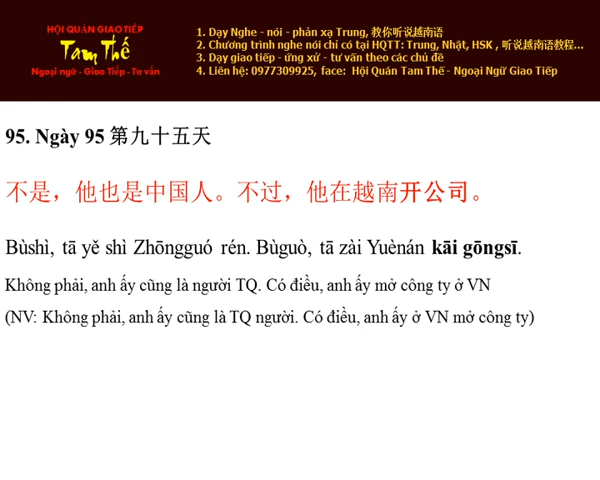 HỘI QUÁN GIAO TIẾP
Tam Thế
Ngoại ngữ - Giao Tiếp - Tư vấn
1. Dạy Nghe - nói - phản xạ Trung, 教你听说越南语
2. Chương trình nghe nói chỉ có tại HQTT: Trung, Nhật, HSK , 听说越南语教程...
3. Dạy giao tiếp - ứng xử - tư vấn theo các chủ đề
4. Liên hệ: 0977309925, face: Hội Quán Tam Thế - Ngoại Ngữ Giao Tiếp
95. Ngày 95 第九十五天
不是，他也是中国人。不过，他在越南开公司。
Bùshì, tā yě shì Zhōngguó rén. Bùguò, tā zài Yuènán kāi gōngsī.
Không phải, anh ấy cũng là người TQ. Có điều, anh ấy mở công ty ở VN
(NV: Không phải, anh ấy cũng là TQ người. Có điều, anh ấy ở VN mở công ty)